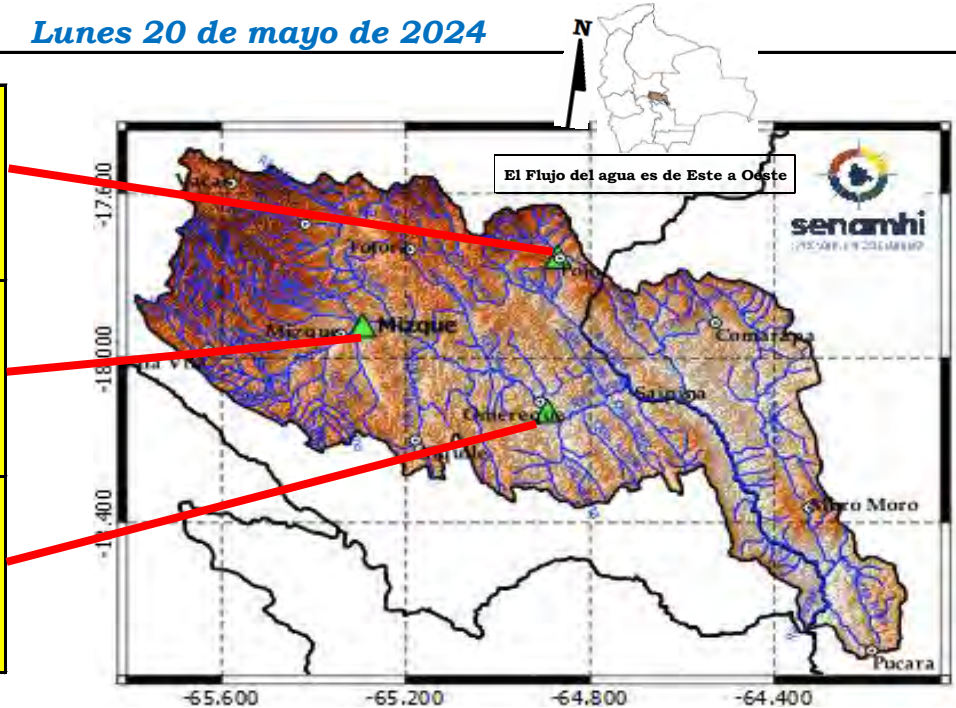 Lunes 20 de mayo de 2024
N
El Flujo del agua es de Este a Oeste
senamhi
-17.600
Vacas
Totora
Pojo
Mizque
Mizque
Comarapa
-18.000
Saipina
Omereque
Aiquile
Moro Moro
Pucara
-65.600
-65.200
-64.800
-64.400